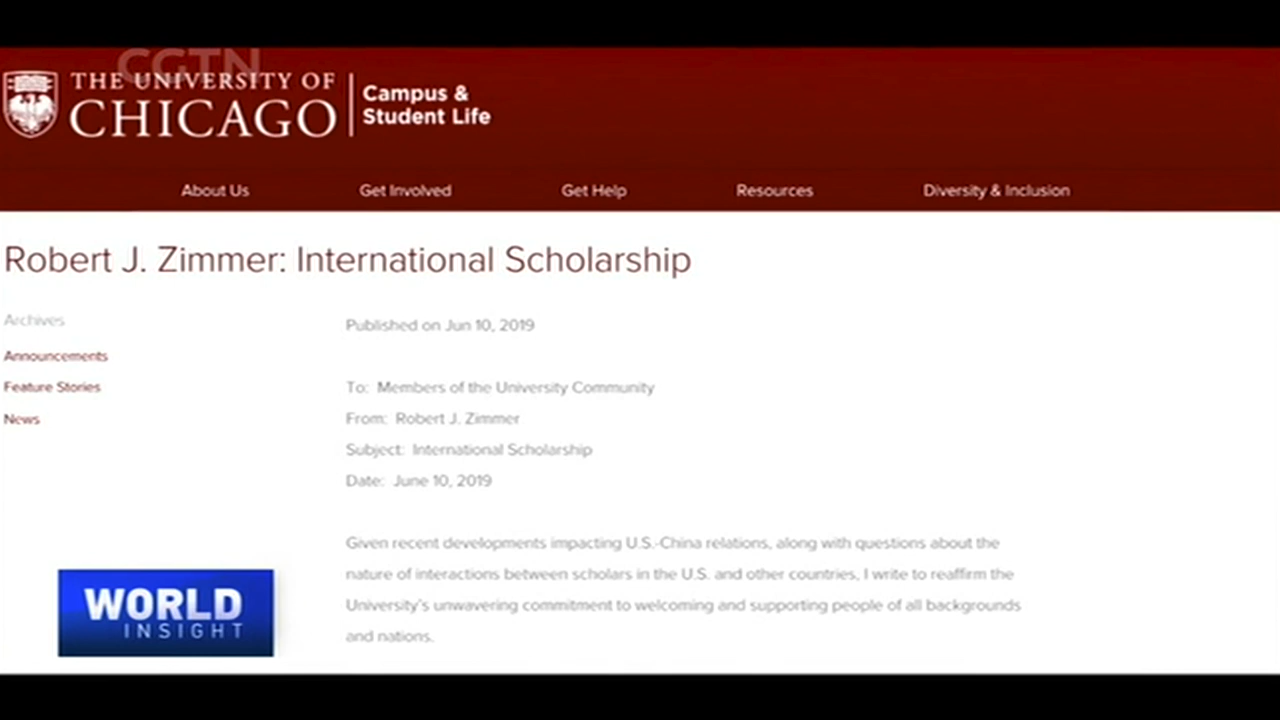 CGTN
THE UNIVERSITY OF
CHICAGO
Campus &
Student Life
About Us Get Involved Get Help Resources Diversity & Inclusion
Robert J. Zimmer: International Scholarship
Archives
Announcements
Feature Stories
News
Published on Jun 10, 2019
To: Members of the University Community
From: Robert J. Zimmer
Subject: International Scholarship
Date: June 10, 2019
Given recent developments impacting U.S.-China relations, along with questions about the
nature of interactions between scholars in the U.S. and other countries, I write to reaffirm the
University's unwavering commitment to welcoming and supporting people of all backgrounds
and nations.
WORLD
INSIGHT